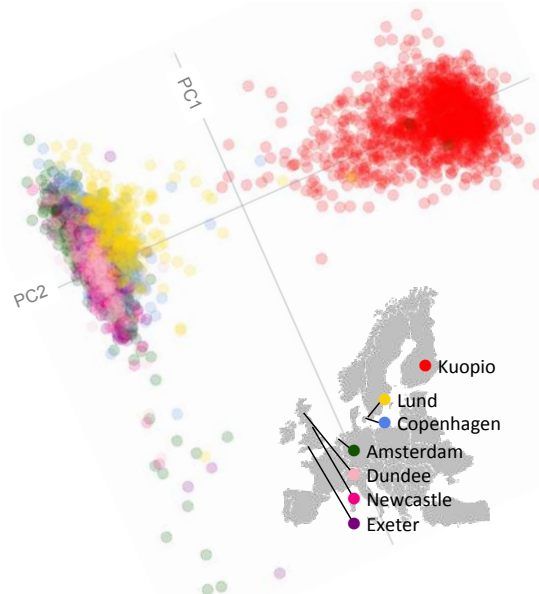 PC1
PC2
Kuopio
Lund
Copenhagen
Amsterdam
Dundee
Newcastle
Exeter